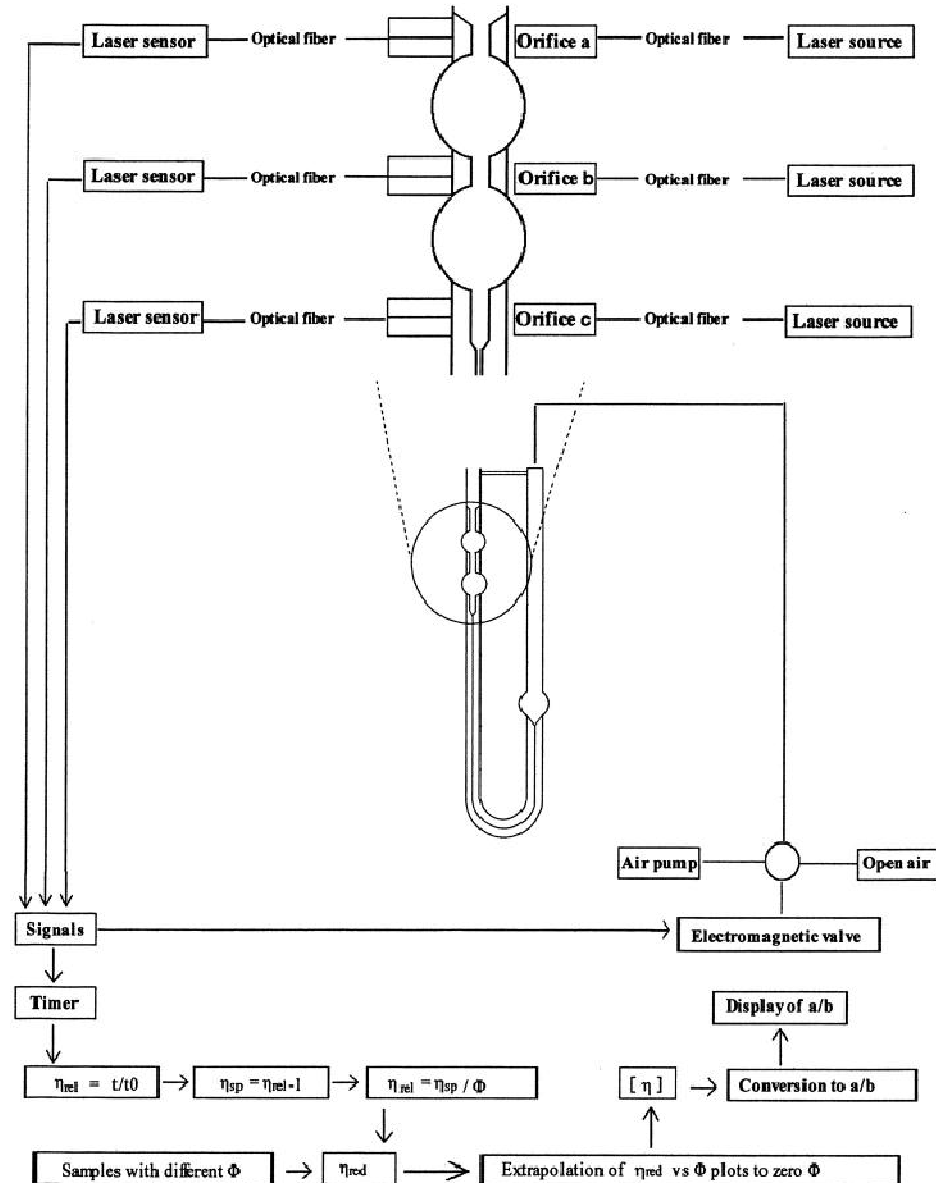 Laser sensor Optical fiber Orifice a Optical fiber Laser source
Laser sensor Optical fiber Orifice b Optical fiber Laser source
Laser sensor Optical fiber Orifice c Optical fiber Laser source
Air pump Open air
Signals Electromagnetic valve
Timer Display of a/b
ηrel = t/t0 ηsp = ηrel-1 ηrel = ηsp / Φ [ η ] Conversion to a/b
Samples with different Φ ηred Extrapolation of ηred vs Φ plots to zero Φ